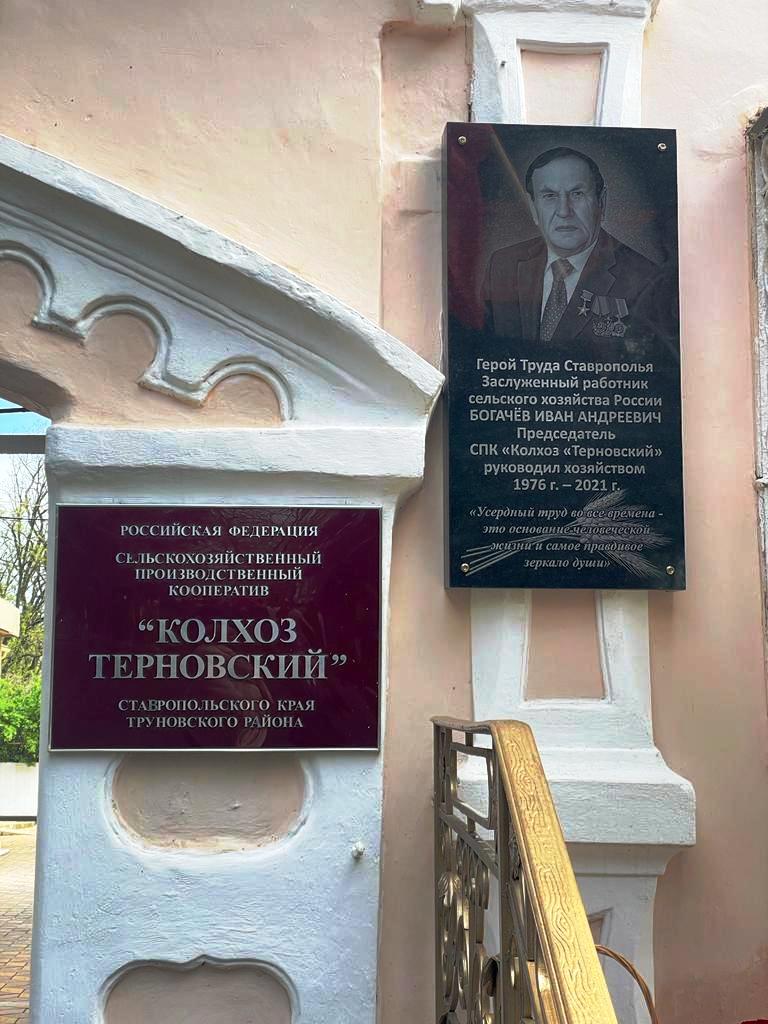 Герой Труда Ставрополья
Заслуженный работник
сельского хозяйства России
БОГАЧЁВ ИВАН АНДРЕЕВИЧ
Председатель
СПК «Колхоз «Терновский»
руководил хозяйством
1976 г. – 2021 г.
«Усердный труд во все времена -
это основание человеческой
жизни и самое правдивое
зеркало души»
РОССИЙСКАЯ ФЕДЕРАЦИЯ
СЕЛЬСКОХОЗЯЙСТВЕННЫЙ
ПРОИЗВОДСТВЕННЫЙ
КООПЕРАТИВ
“КОЛХОЗ
ТЕРНОВСКИЙ”
СТАВРОПОЛЬСКОГО КРАЯ
ТРУНОВСКОГО РАЙОНА